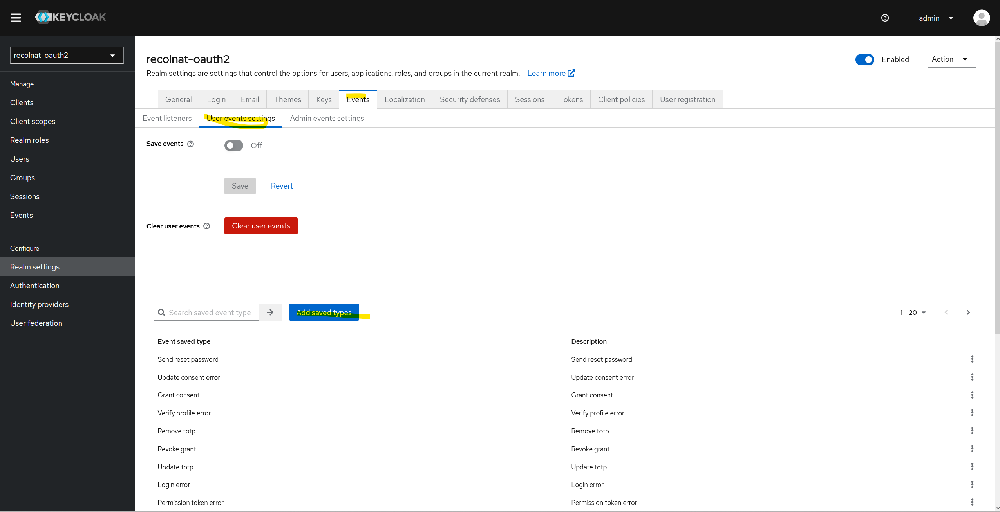 KEYCLOAK
admin
recolnat-oauth2
Manage
Clients
Client scopes
Realm roles
Users
Groups
Sessions
Events
Configure
Realm settings
Authentication
Identity providers
User federation
recolnat-oauth2
Enabled
Action
Realm settings are settings that control the options for users, applications, roles, and groups in the current realm. Learn more
General Login Email Themes Keys Events Localization Security defenses Sessions Tokens Client policies User registration
Event listeners User events settings Admin events settings
Save events Off
Save Revert
Clear user events Clear user events
Search saved event type Add saved types 1 - 20
Event saved type Description
Send reset password Send reset password
Update consent error Update consent error
Grant consent Grant consent
Verify profile error Verify profile error
Remove totp Remove totp
Revoke grant Revoke grant
Update totp Update totp
Login error Login error
Permission token error Permission token error